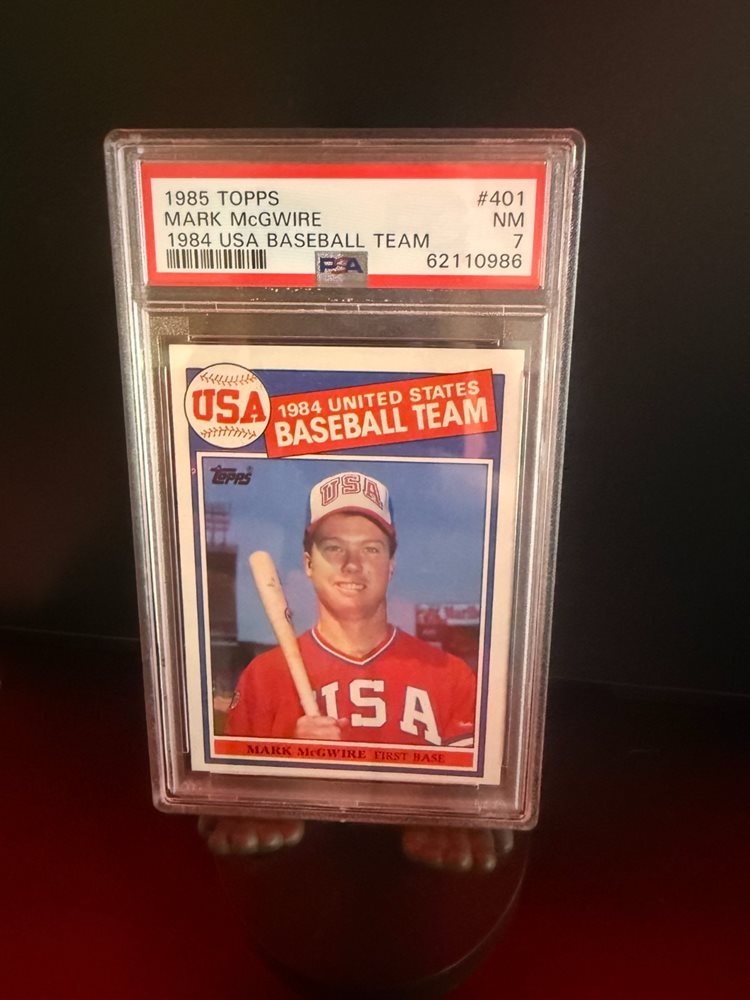 1985 TOPPS #401
MARK McGWIRE NM
1984 USA BASEBALL TEAM 7
PSA 62110986
USA
1984 UNITED STATES
BASEBALL TEAM
Topps
USA
USA
MARK McGWIRE FIRST BASE